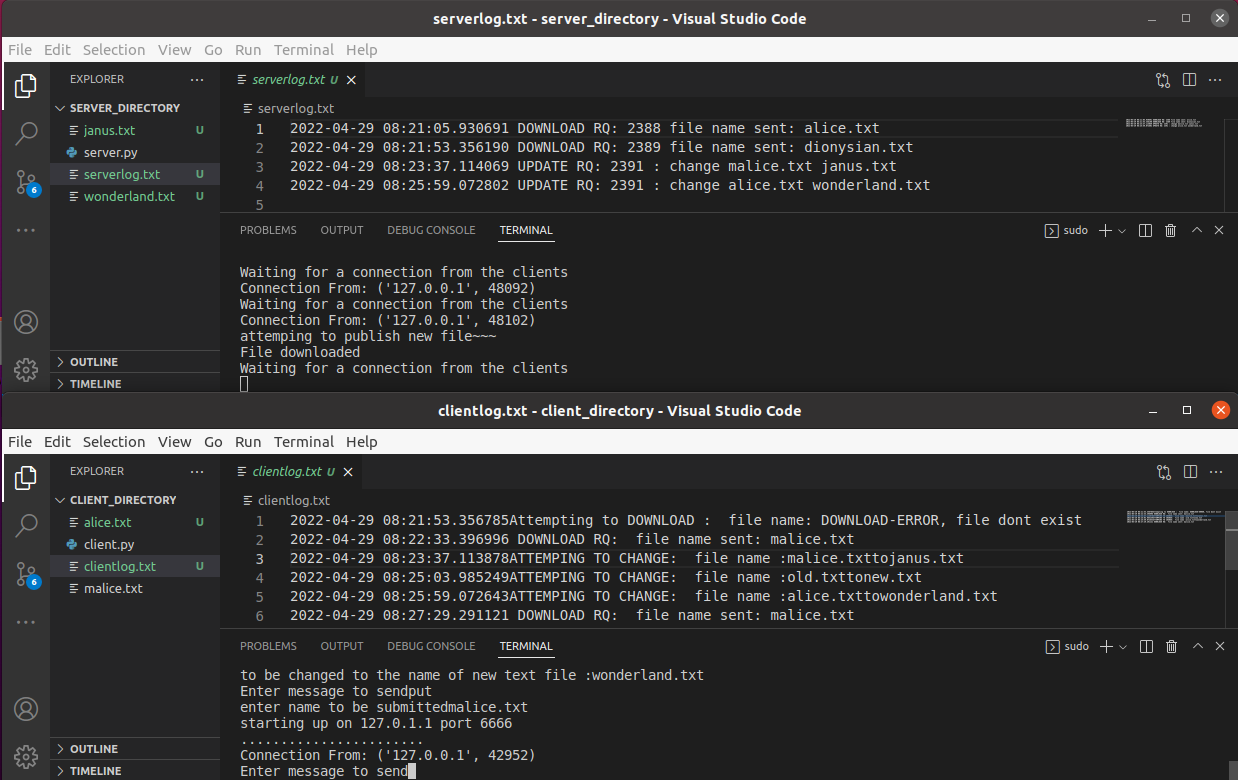 serverlog.txt - server_directory - Visual Studio Code
File Edit Selection View Go Run Terminal Help
EXPLORER ...
SERVER_DIRECTORY
janus.txt U
server.py
serverlog.txt U
wonderland.txt U
6
OUTLINE
TIMELINE
serverlog.txt U
serverlog.txt
1 2022-04-29 08:21:05.930691 DOWNLOAD RQ: 2388 file name sent: alice.txt
2 2022-04-29 08:21:53.356190 DOWNLOAD RQ: 2389 file name sent: dionysian.txt
3 2022-04-29 08:23:37.114069 UPDATE RQ: 2391 : change malice.txt janus.txt
4 2022-04-29 08:25:59.072802 UPDATE RQ: 2391 : change alice.txt wonderland.txt
5
PROBLEMS OUTPUT DEBUG CONSOLE TERMINAL sudo
Waiting for a connection from the clients
Connection From: ('127.0.0.1', 48092)
Waiting for a connection from the clients
Connection From: ('127.0.0.1', 48102)
attemping to publish new file~~~
File downloaded
Waiting for a connection from the clients
clientlog.txt - client_directory - Visual Studio Code
File Edit Selection View Go Run Terminal Help
EXPLORER ...
CLIENT_DIRECTORY
alice.txt U
client.py
clientlog.txt U
malice.txt
6
OUTLINE
TIMELINE
clientlog.txt U
clientlog.txt
1 2022-04-29 08:21:53.356785Attempting to DOWNLOAD :  file name: DOWNLOAD-ERROR, file dont exist
2 2022-04-29 08:22:33.396996 DOWNLOAD RQ:  file name sent: malice.txt
3 2022-04-29 08:23:37.113878ATTEMPING TO CHANGE:  file name :malice.txttojanus.txt
4 2022-04-29 08:25:03.985249ATTEMPING TO CHANGE:  file name :old.txttonew.txt
5 2022-04-29 08:25:59.072643ATTEMPING TO CHANGE:  file name :alice.txttowonderland.txt
6 2022-04-29 08:27:29.291121 DOWNLOAD RQ:  file name sent: malice.txt
PROBLEMS OUTPUT DEBUG CONSOLE TERMINAL sudo
to be changed to the name of new text file :wonderland.txt
Enter message to sendput
enter name to be submittedmalice.txt
starting up on 127.0.1.1 port 6666
.......................
Connection From: ('127.0.0.1', 42952)
Enter message to send